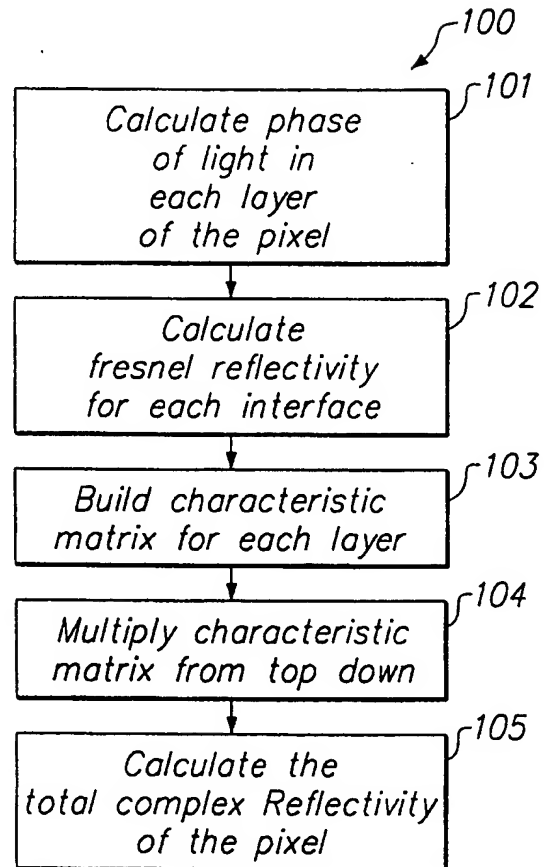 100
101
Calculate phase
of light in
each layer
of the pixel
102
Calculate
fresnel reflectivity
for each interface
103
Build characteristic
matrix for each layer
104
Multiply characteristic
matrix from top down
105
Calculate the
total complex Reflectivity
of the pixel